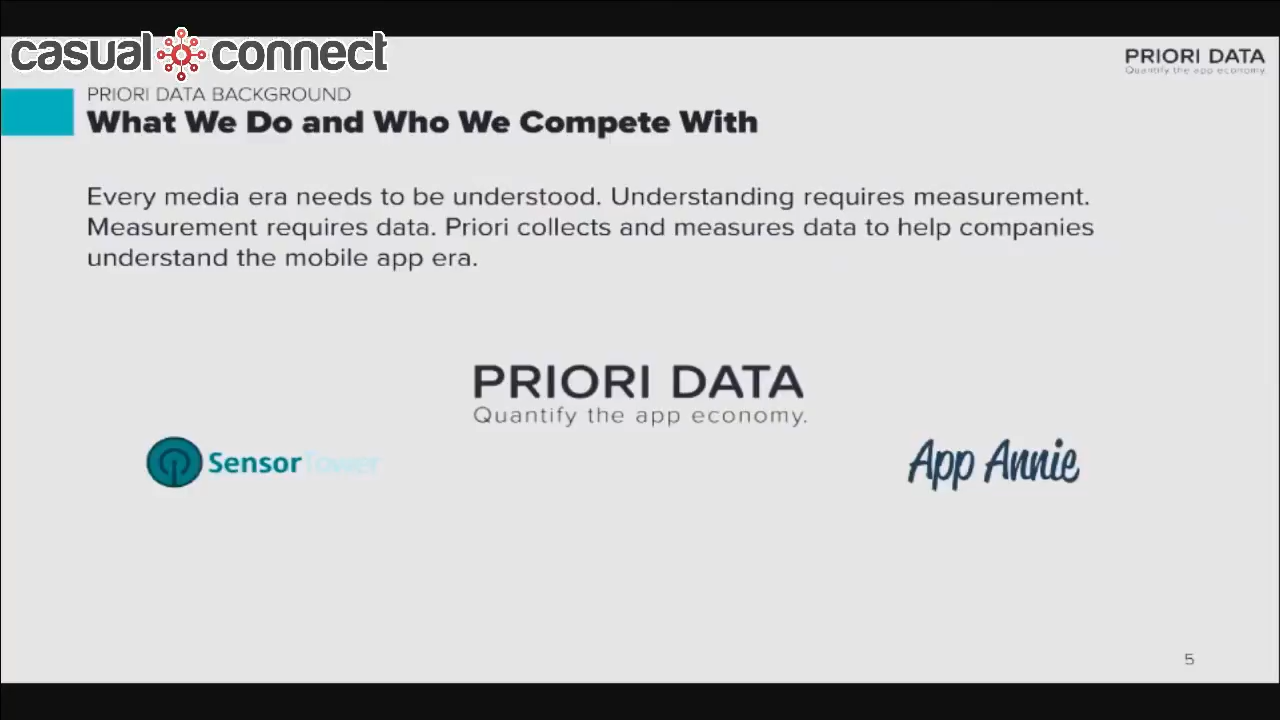 casual connect
PRIORI DATA
Quantify the app economy.
PRIORI DATA BACKGROUND
What We Do and Who We Compete With
Every media era needs to be understood. Understanding requires measurement.
Measurement requires data. Priori collects and measures data to help companies
understand the mobile app era.
PRIORI DATA
Quantify the app economy.
SensorTower
App Annie
5